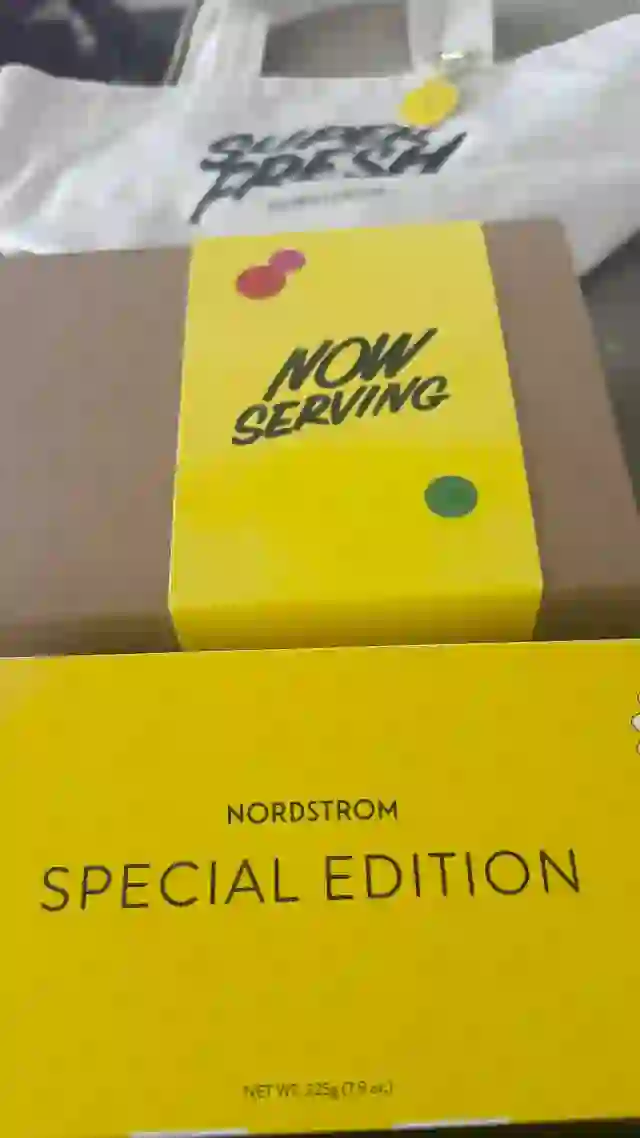 SUPER
FRESH
NOW
SERVING
NORDSTROM
SPECIAL EDITION
NET WT. 225g (7.9 oz.)